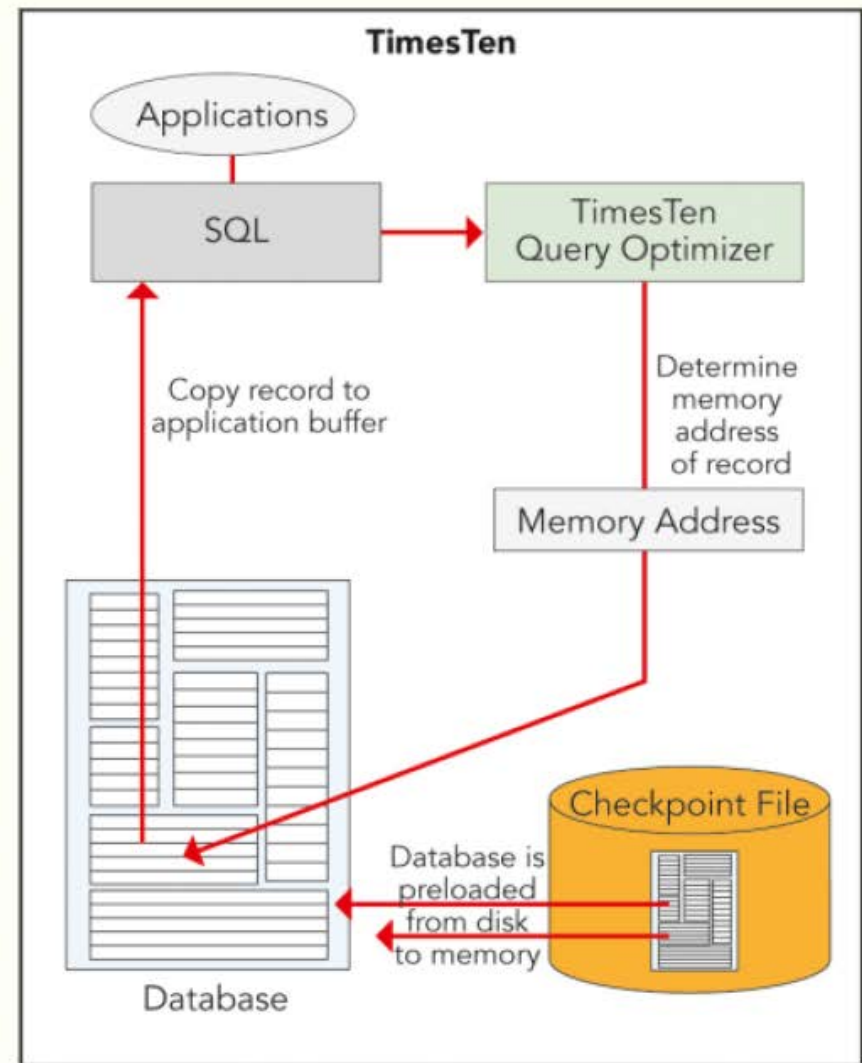 TimesTen
Applications
SQL
TimesTen
Query Optimizer
Copy record to
application buffer
Determine
memory
address
of record
Memory Address
Checkpoint File
Database is
preloaded
from disk
to memory
Database